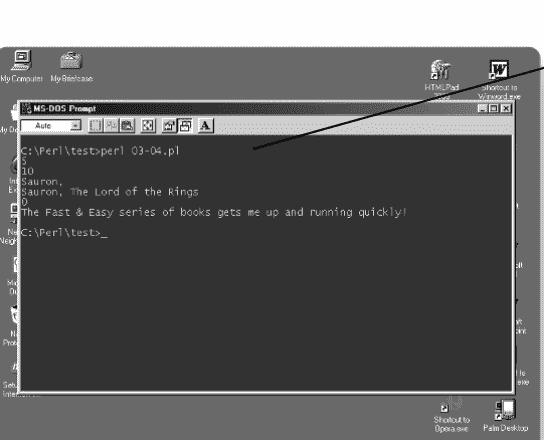 My Computer
My Briefcase
HTMLPad
Shortcut to
Winword.exe
MS-DOS Prompt
Auto
A
C:\Perl\test>perl 03-04.pl
5
10
Sauron,
Sauron, The Lord of the Rings
0
The Fast & Easy series of books gets me up and running quickly!
C:\Perl\test>_
Shortcut to
Opera.exe
Palm Desktop